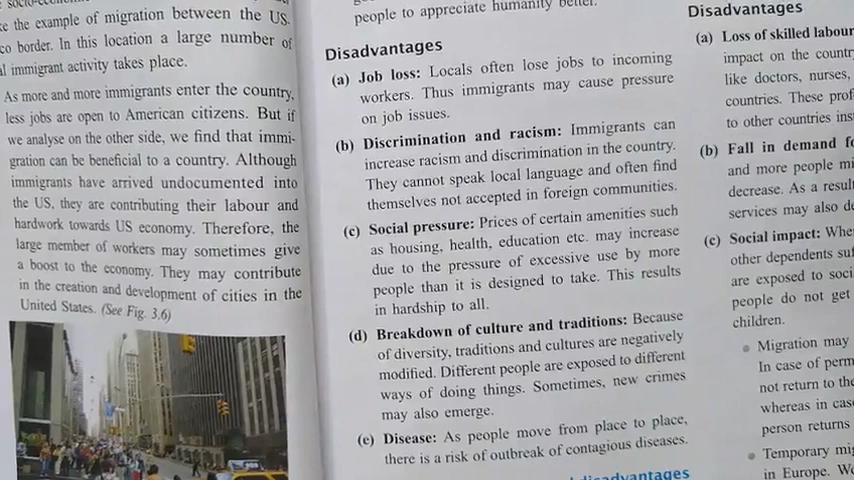 ke the example of migration between the US.
co border. In this location a large number of
al immigrant activity takes place.
As more and more immigrants enter the country,
less jobs are open to American citizens. But if
we analyse on the other side, we find that immi-
gration can be beneficial to a country. Although
immigrants have arrived undocumented into
the US, they are contributing their labour and
hardwork towards US economy. Therefore, the
large member of workers may sometimes give
a boost to the economy. They may contribute
in the creation and development of cities in the
United States. (See Fig. 3.6)
people to appreciate humanity better.
Disadvantages
(a) Job loss: Locals often lose jobs to incoming
workers. Thus immigrants may cause pressure
on job issues.
(b) Discrimination and racism: Immigrants can
increase racism and discrimination in the country.
They cannot speak local language and often find
themselves not accepted in foreign communities.
(c) Social pressure: Prices of certain amenities such
as housing, health, education etc. may increase
due to the pressure of excessive use by more
people than it is designed to take. This results
in hardship to all.
(d) Breakdown of culture and traditions: Because
of diversity, traditions and cultures are negatively
modified. Different people are exposed to different
ways of doing things. Sometimes, new crimes
may also emerge.
(e) Disease: As people move from place to place,
there is a risk of outbreak of contagious diseases.
disadvantages
Disadvantages
(a) Loss of skilled labour
impact on the countr
like doctors, nurses,
countries. These prof
to other countries ins
(b) Fall in demand fo
and more people mi
decrease. As a result
services may also de
(c) Social impact: Whe
other dependents suf
are exposed to soci
people do not get
children.
• Migration may
In case of perm
not return to the
whereas in case
person returns
• Temporary mig
in Europe. We